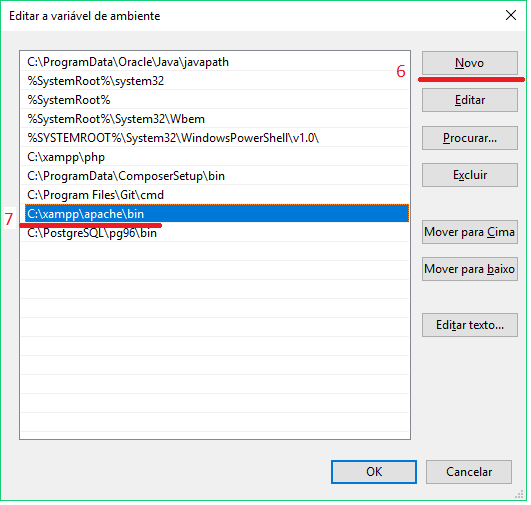 Editar a variável de ambiente
C:\ProgramData\Oracle\Java\javapath
%SystemRoot%\system32
%SystemRoot%
%SystemRoot%\System32\Wbem
%SYSTEMROOT%\System32\WindowsPowerShell\v1.0\
C:\xampp\php
C:\ProgramData\ComposerSetup\bin
C:\Program Files\Git\cmd
7 C:\xampp\apache\bin
C:\PostgreSQL\pg96\bin
6 Novo
Editar
Procurar...
Excluir
Mover para Cima
Mover para baixo
Editar texto...
OK
Cancelar